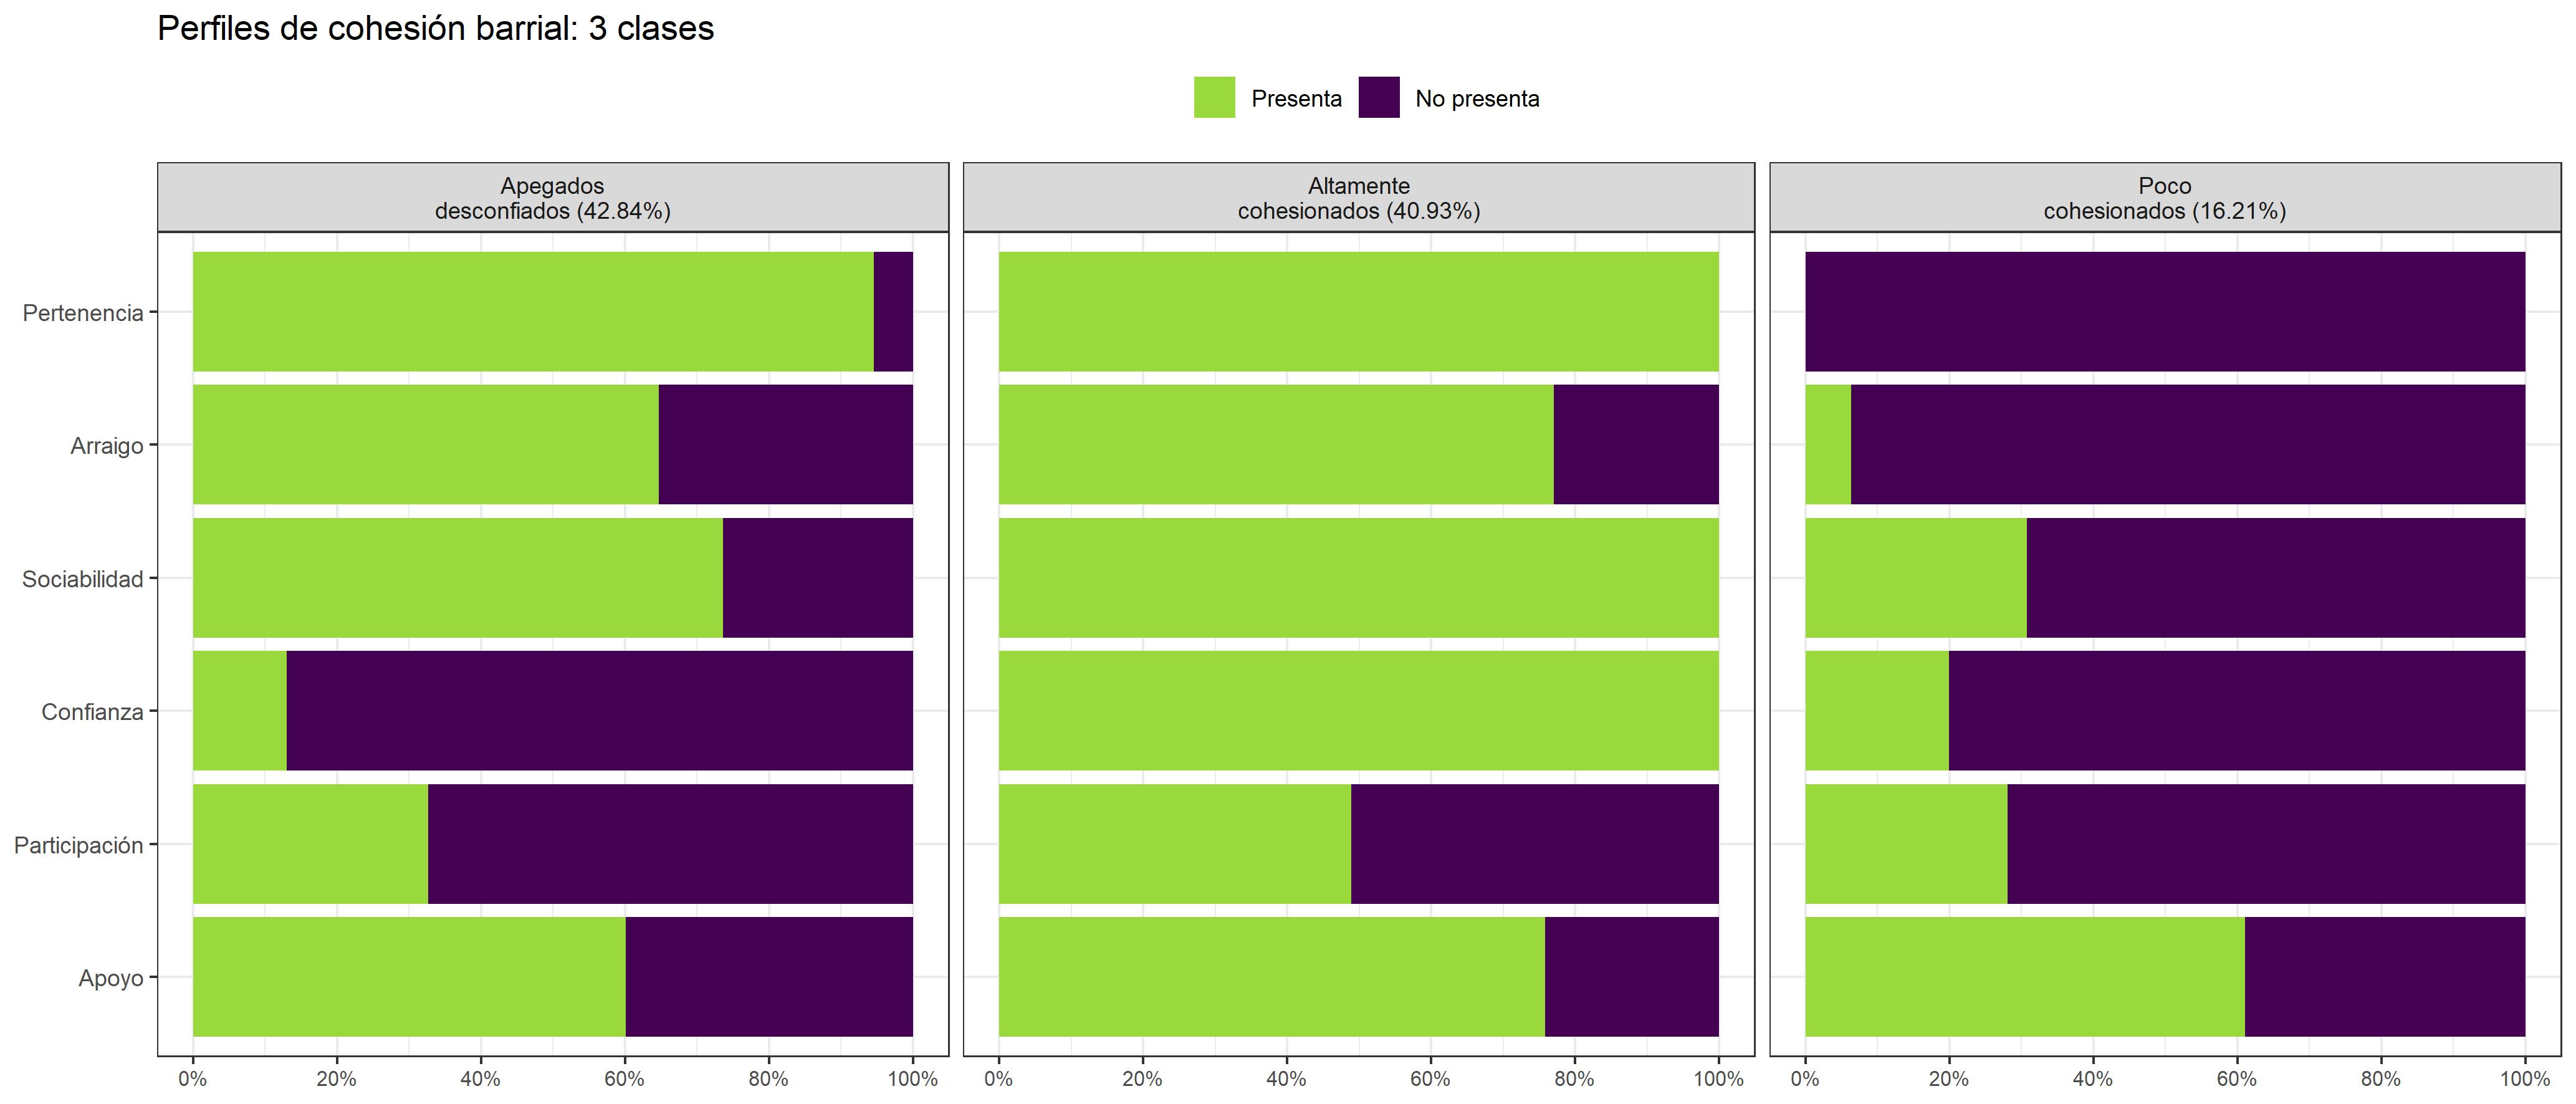 Perfiles de cohesión barrial: 3 clases
Presenta
No presenta
Apegados
desconfiados (42.84%)
Altamente
cohesionados (40.93%)
Poco
cohesionados (16.21%)
Pertenencia
Arraigo
Sociabilidad
Confianza
Participación
Apoyo
0% 20% 40% 60% 80% 100%
0% 20% 40% 60% 80% 100%
0% 20% 40% 60% 80% 100%